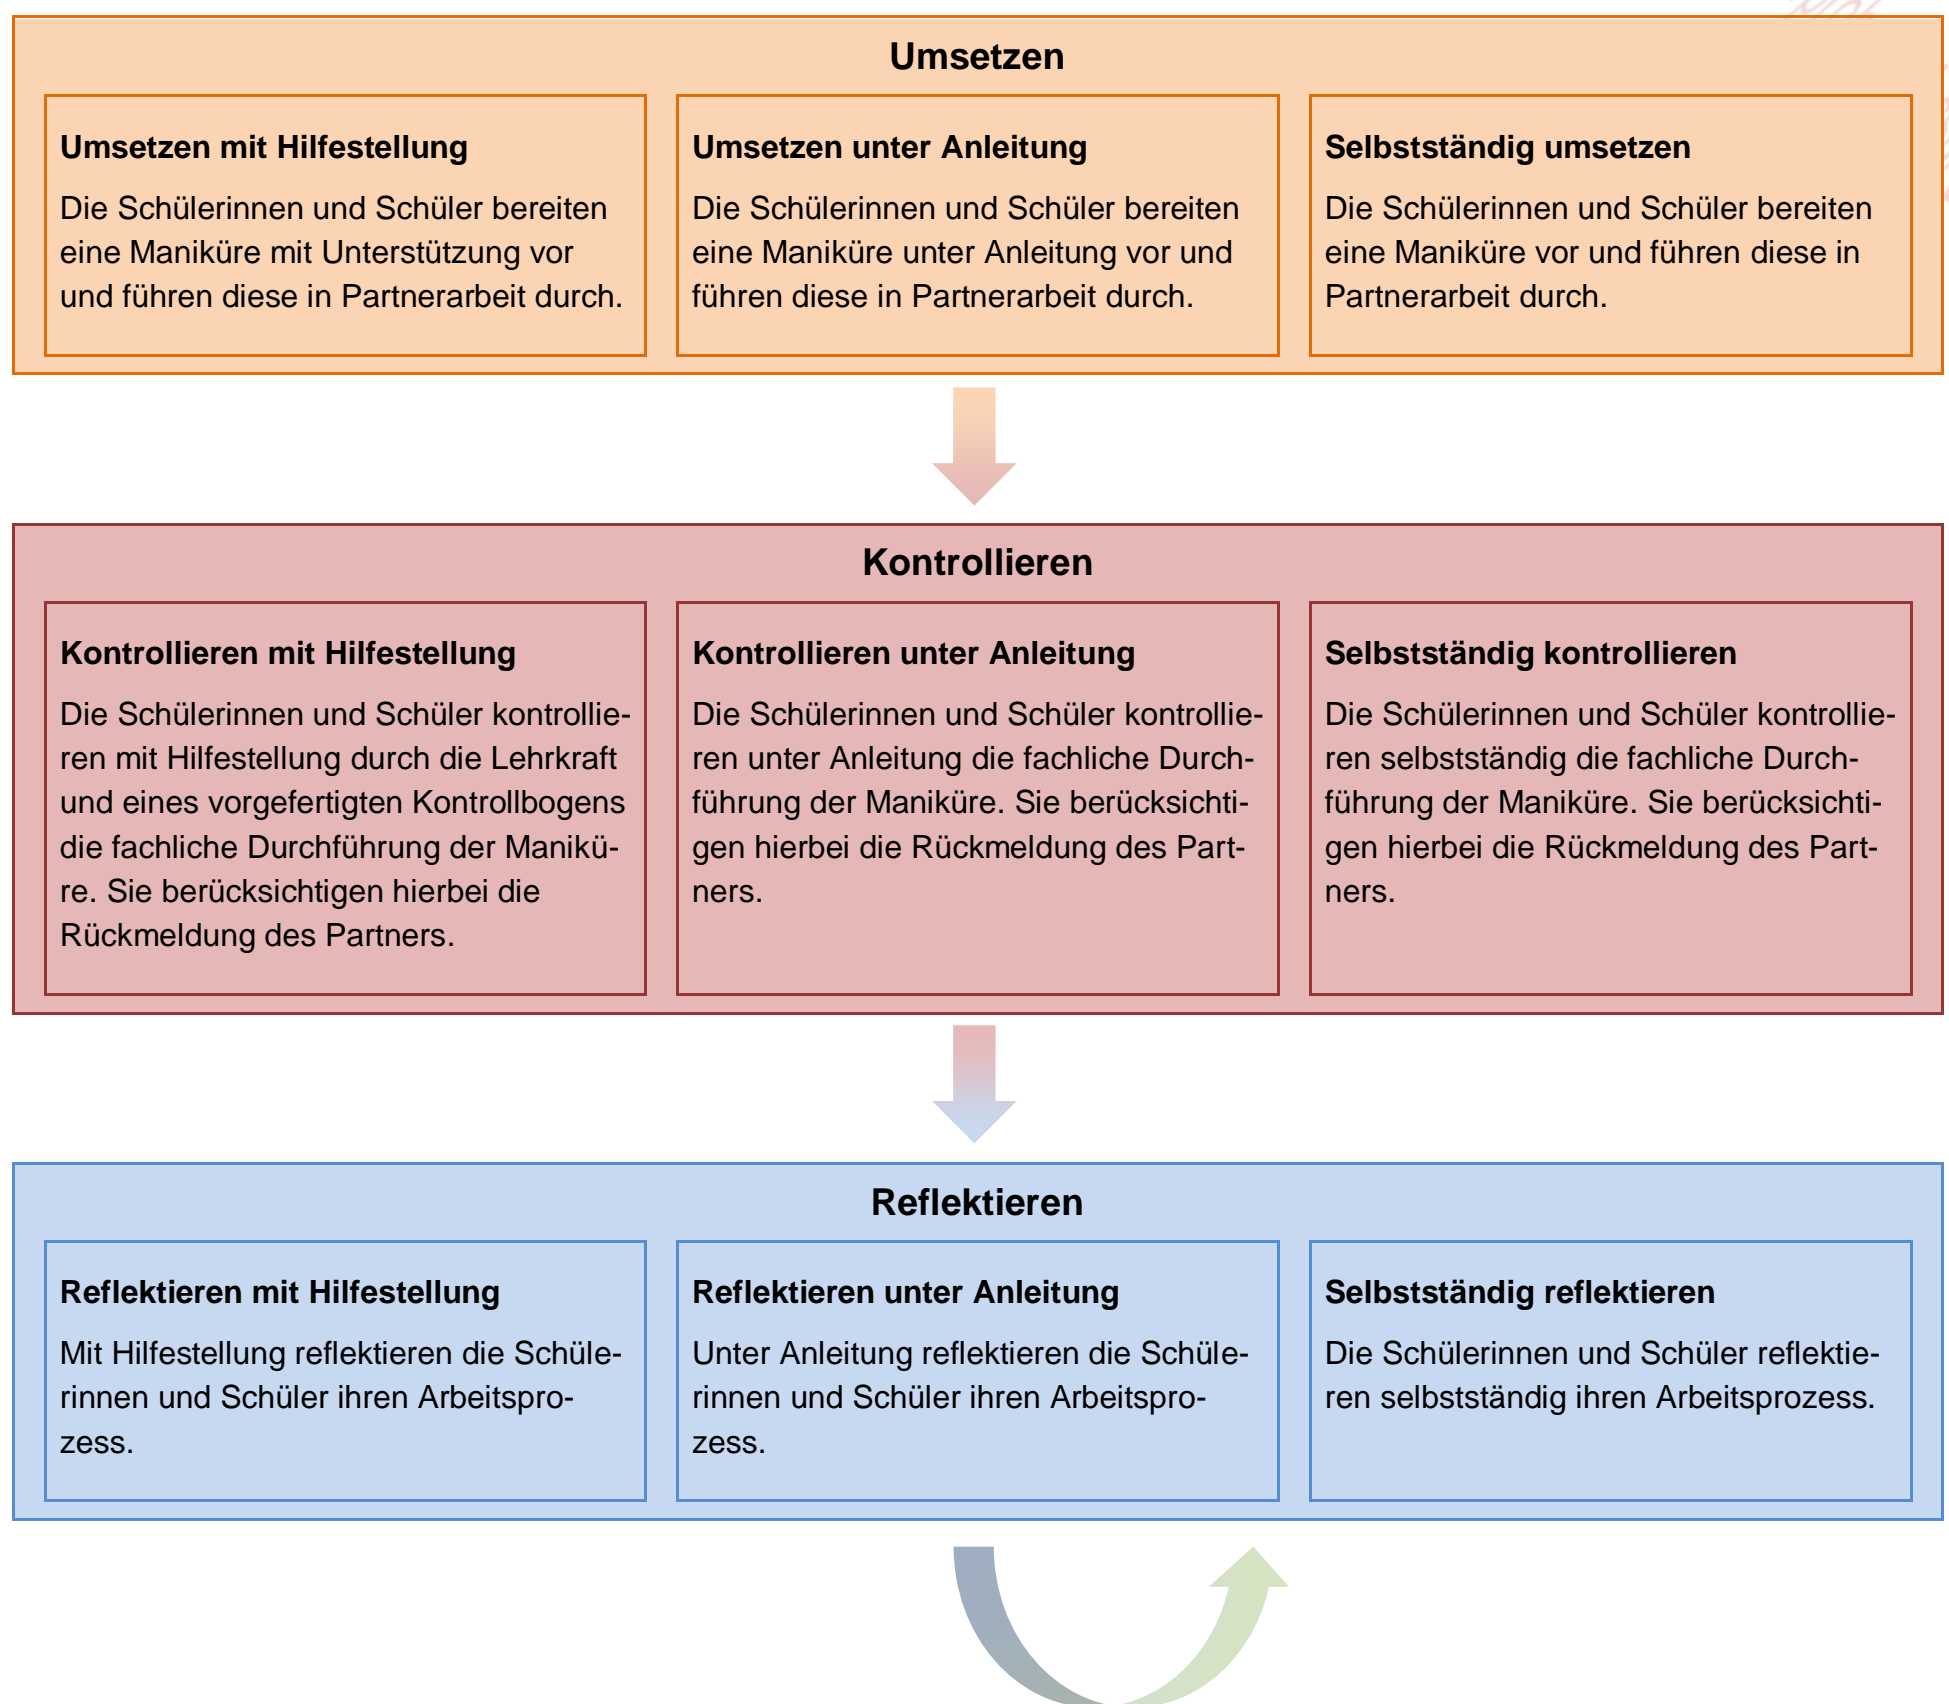 Umsetzen
Umsetzen mit Hilfestellung
Die Schülerinnen und Schüler bereiten
eine Maniküre mit Unterstützung vor
und führen diese in Partnerarbeit durch.
Umsetzen unter Anleitung
Die Schülerinnen und Schüler bereiten
eine Maniküre unter Anleitung vor und
führen diese in Partnerarbeit durch.
Selbstständig umsetzen
Die Schülerinnen und Schüler bereiten
eine Maniküre vor und führen diese in
Partnerarbeit durch.
Kontrollieren
Kontrollieren mit Hilfestellung
Die Schülerinnen und Schüler kontrollie-
ren mit Hilfestellung durch die Lehrkraft
und eines vorgefertigten Kontrollbogens
die fachliche Durchführung der Manikü-
re. Sie berücksichtigen hierbei die
Rückmeldung des Partners.
Kontrollieren unter Anleitung
Die Schülerinnen und Schüler kontrollie-
ren unter Anleitung die fachliche Durch-
führung der Maniküre. Sie berücksichti-
gen hierbei die Rückmeldung des Part-
ners.
Selbstständig kontrollieren
Die Schülerinnen und Schüler kontrollie-
ren selbstständig die fachliche Durch-
führung der Maniküre. Sie berücksichti-
gen hierbei die Rückmeldung des Part-
ners.
Reflektieren
Reflektieren mit Hilfestellung
Mit Hilfestellung reflektieren die Schüle-
rinnen und Schüler ihren Arbeitspro-
zess.
Reflektieren unter Anleitung
Unter Anleitung reflektieren die Schüle-
rinnen und Schüler ihren Arbeitspro-
zess.
Selbstständig reflektieren
Die Schülerinnen und Schüler reflektie-
ren selbstständig ihren Arbeitsprozess.